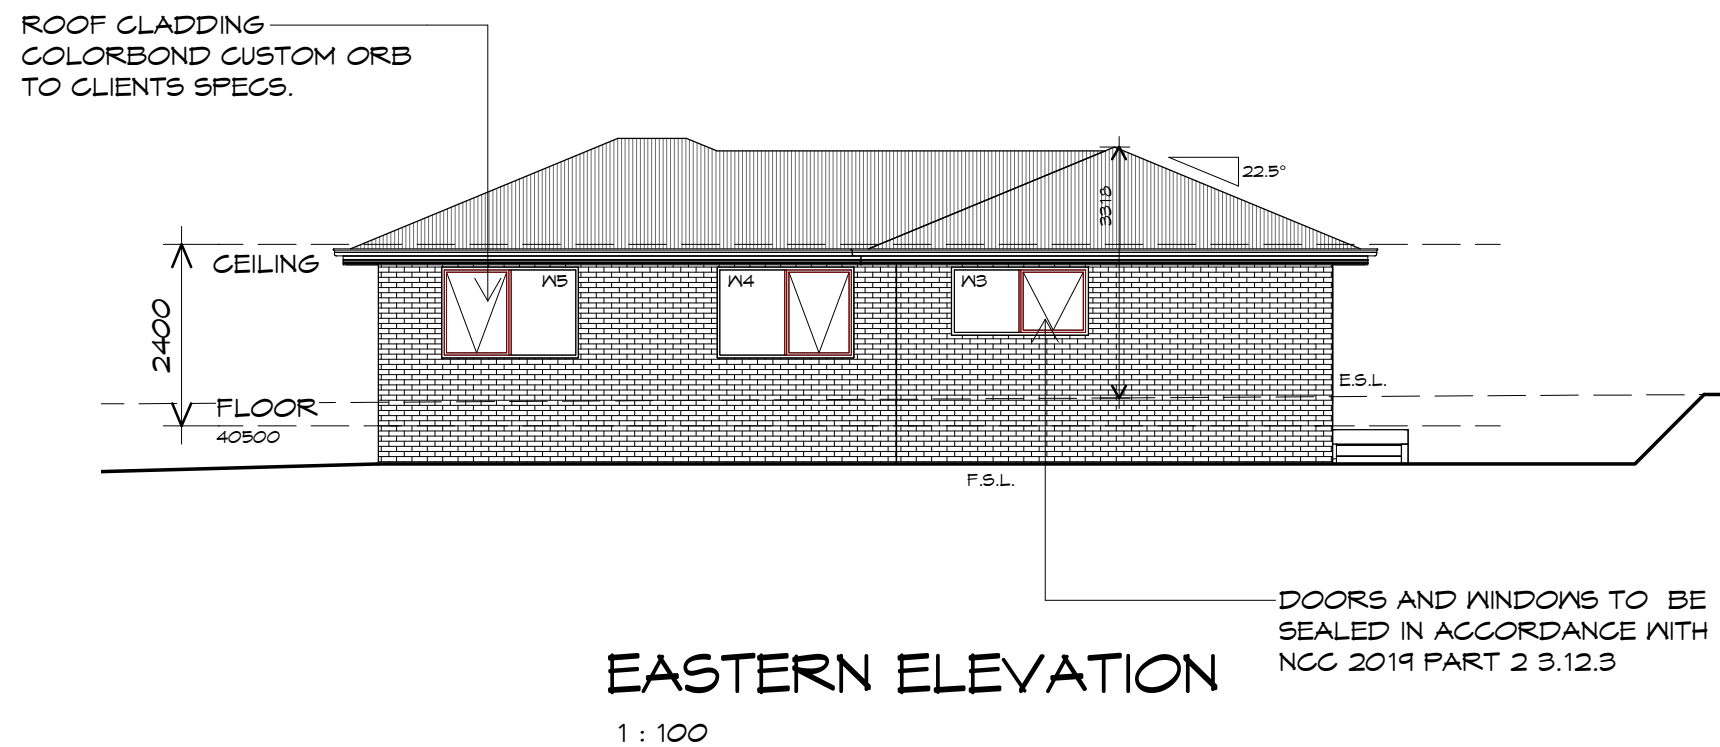 ROOF CLADDING
COLORBOND CUSTOM ORB
TO CLIENTS SPECS.
22.5°
3318
CEILING
W5
W4
W3
2400
E.S.L.
FLOOR
40500
F.S.L.
DOORS AND WINDOWS TO BE
SEALED IN ACCORDANCE WITH
NCC 2019 PART 2 3.12.3
EASTERN ELEVATION
1 : 100